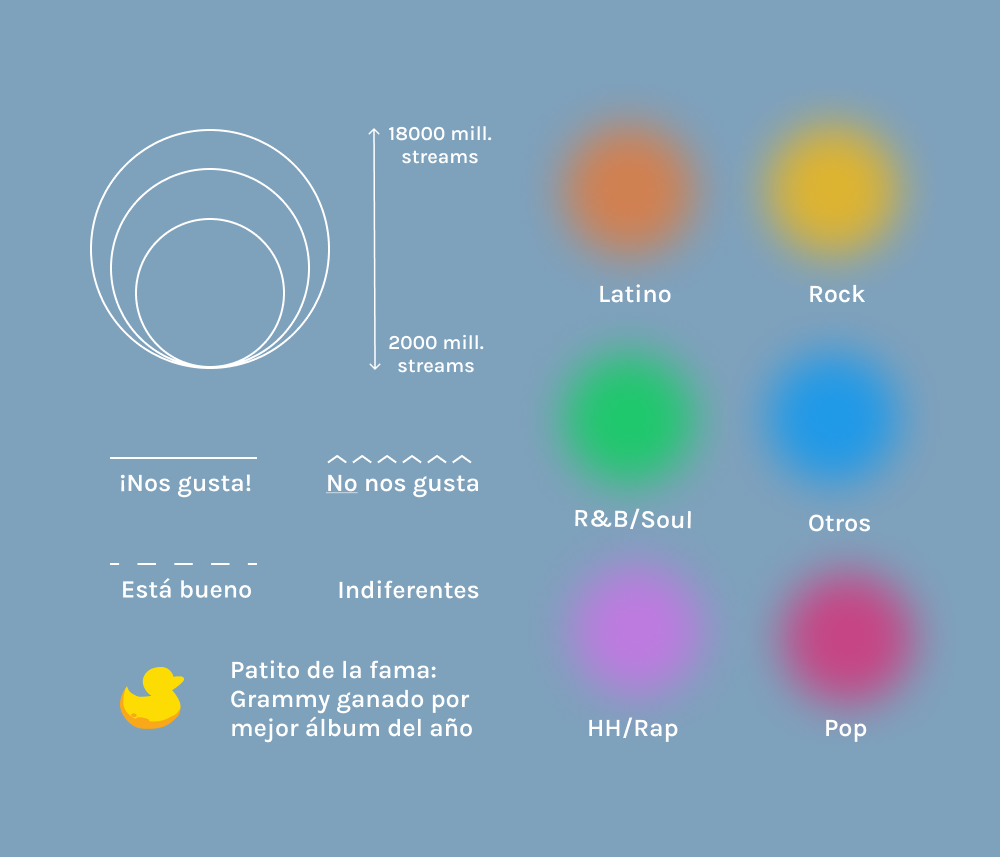 18000 mill.
streams
2000 mill.
streams
¡Nos gusta!
No nos gusta
Está bueno
Indiferentes
Patito de la fama:
Grammy ganado por
mejor álbum del año
Latino
Rock
R&B/Soul
Otros
HH/Rap
Pop